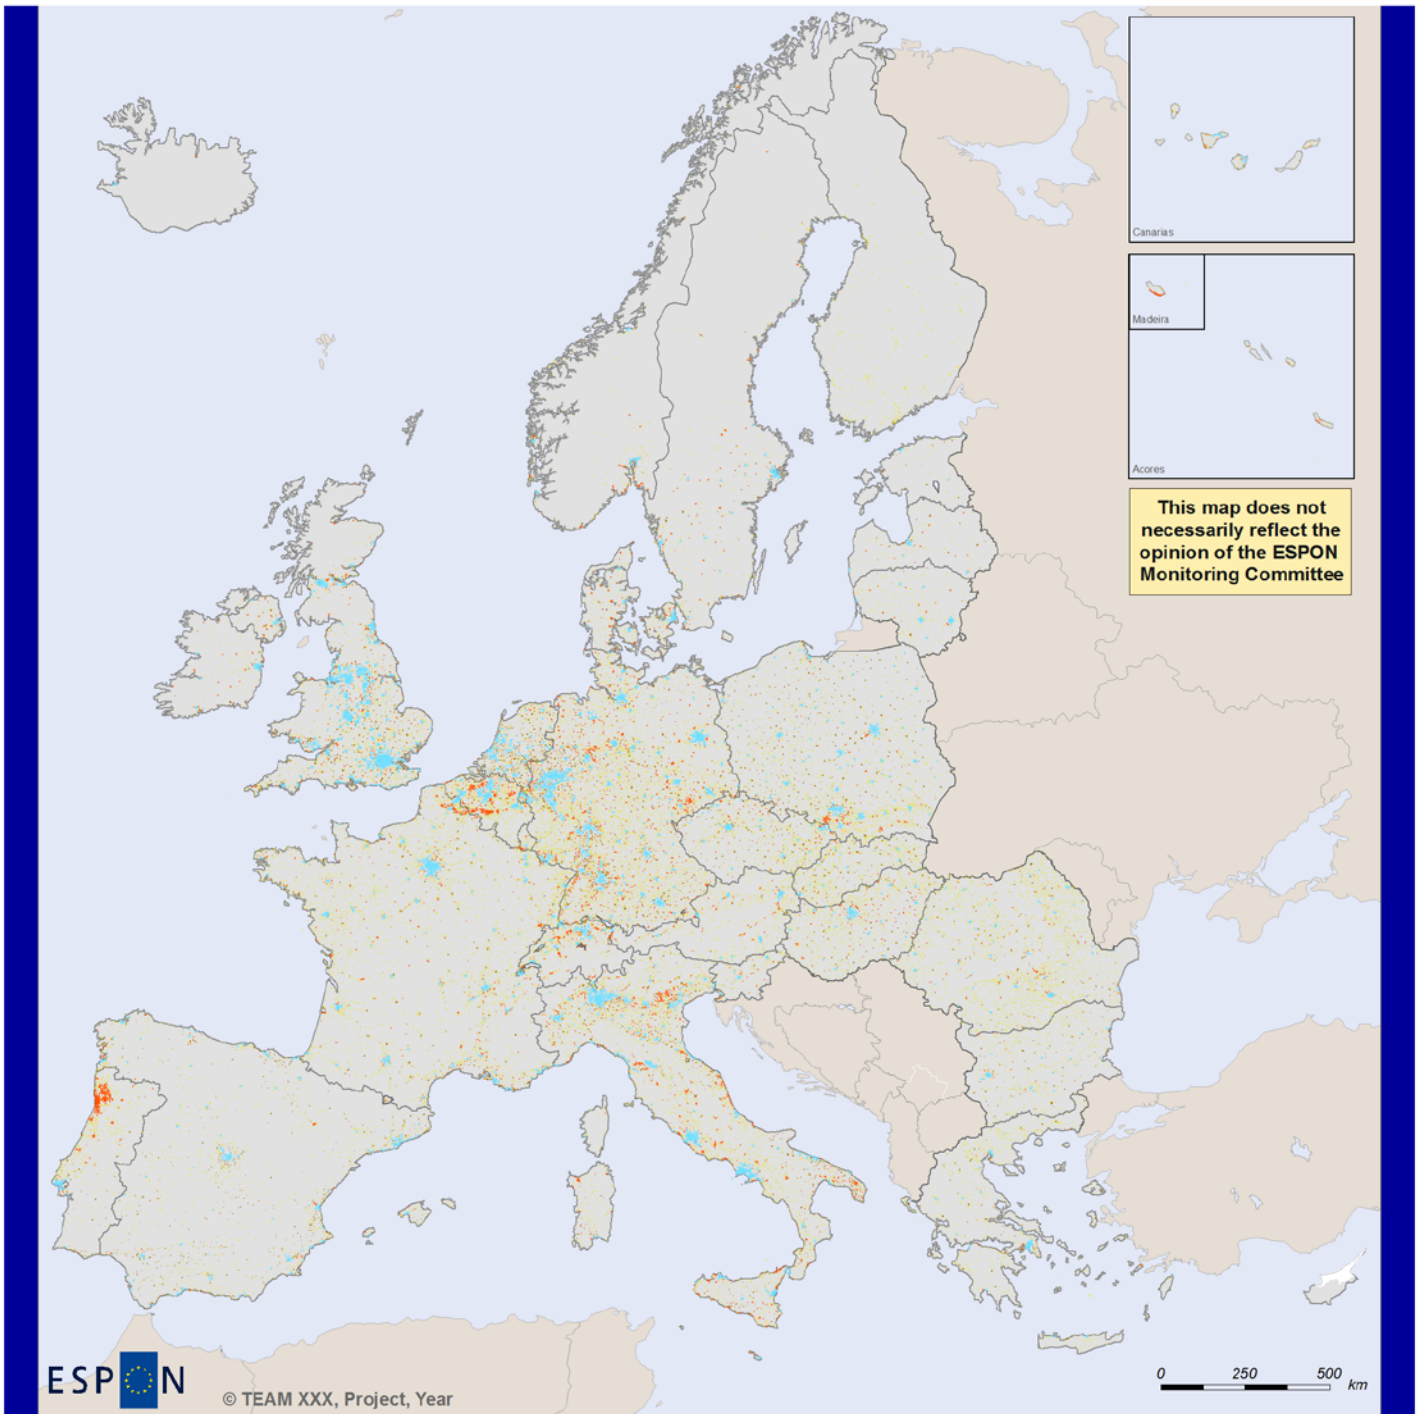 Canarias
Madeira
Acores
This map does not
necessarily reflect the
opinion of the ESPON
Monitoring Committee
ESPON
© TEAM XXX, Project, Year
0 250 500
km